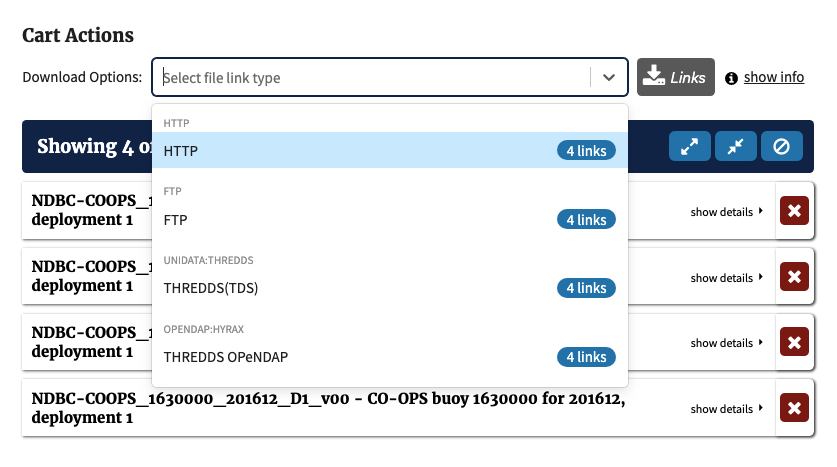 Cart Actions
Download Options:
Select file link type
Links
show info
HTTP
HTTP
4 links
FTP
FTP
4 links
UNIDATA:THREDDS
THREDDS(TDS)
4 links
OPENDAP:HYRAX
THREDDS OPeNDAP
4 links
Showing 4
NDBC-COOPS_
deployment 1
show details
NDBC-COOPS_
deployment 1
show details
NDBC-COOPS_
deployment 1
show details
NDBC-COOPS_1630000_201612_D1_v00 - CO-OPS buoy 1630000 for 201612,
deployment 1
show details